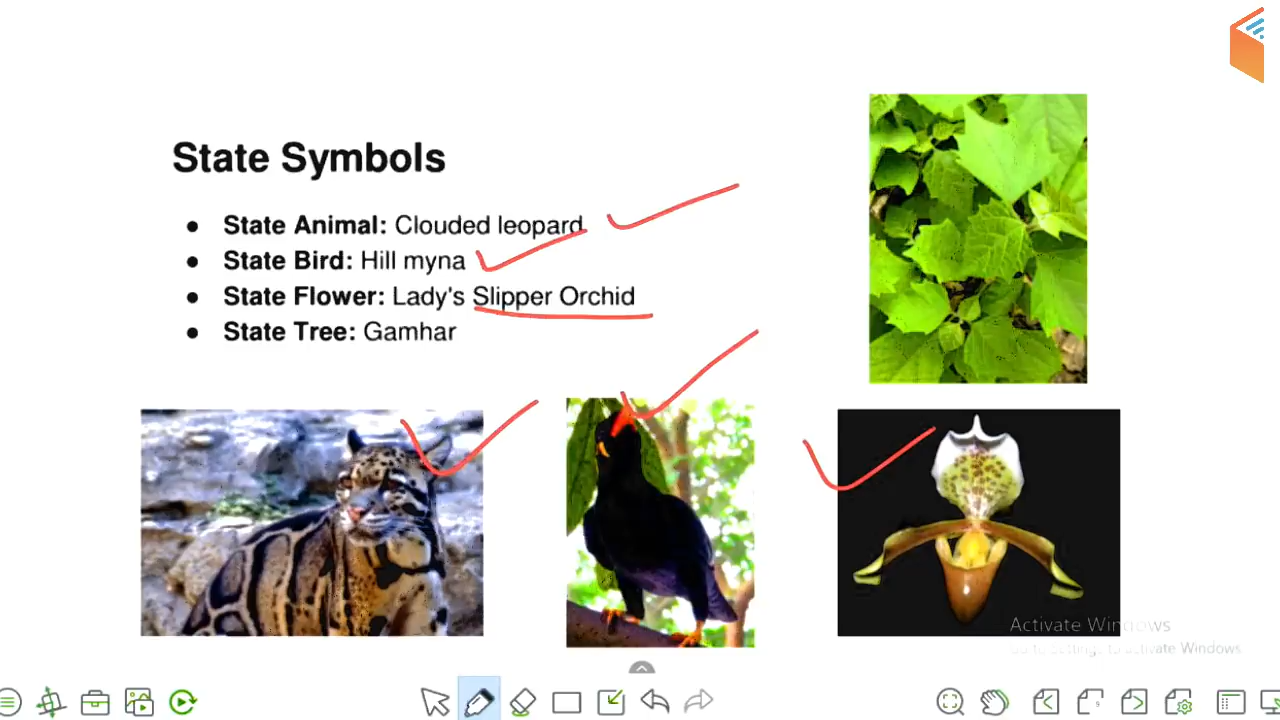 State Symbols
● State Animal: Clouded leopard
● State Bird: Hill myna
● State Flower: Lady's Slipper Orchid
● State Tree: Gamhar
Activate Windows
Go to Settings to activate Windows
9